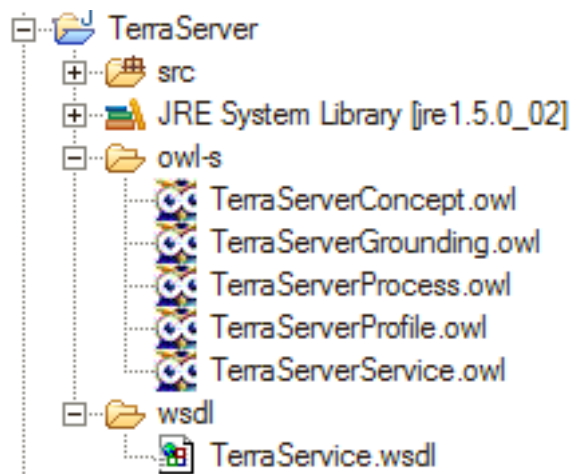 TerraServer
src
JRE System Library [jre1.5.0_02]
owl-s
TerraServerConcept.owl
TerraServerGrounding.owl
TerraServerProcess.owl
TerraServerProfile.owl
TerraServerService.owl
wsdl
TerraService.wsdl